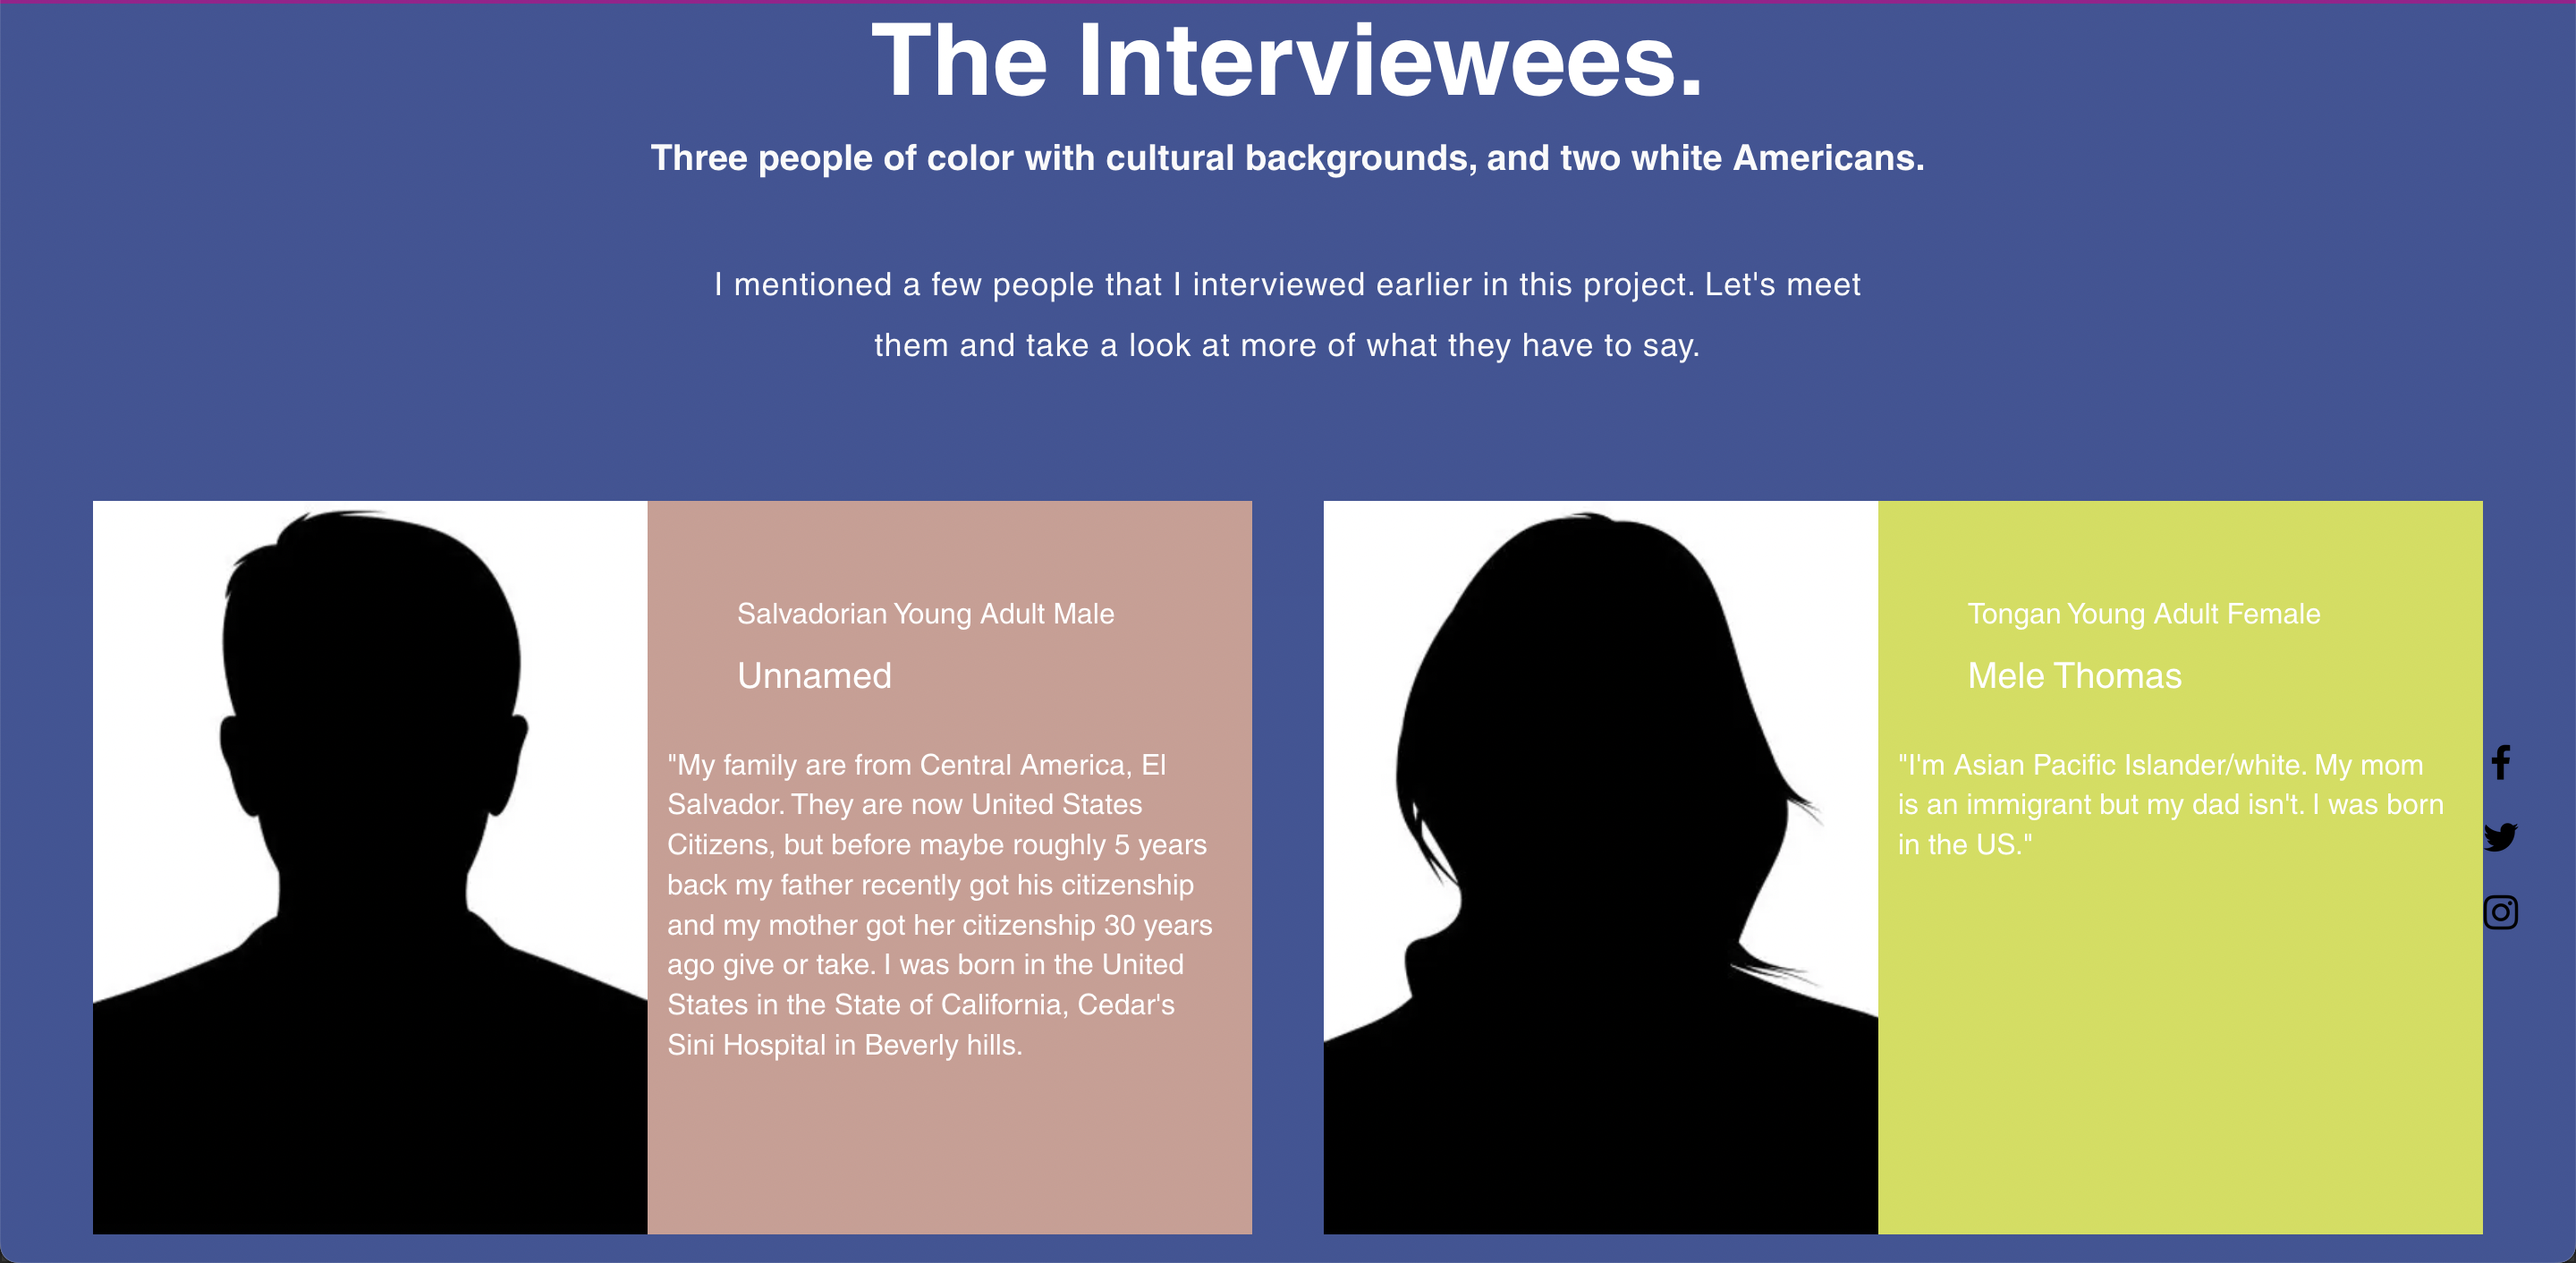 The Interviewees.
Three people of color with cultural backgrounds, and two white Americans.
I mentioned a few people that I interviewed earlier in this project. Let's meet
them and take a look at more of what they have to say.
Salvadorian Young Adult Male
Unnamed
"My family are from Central America, El
Salvador. They are now United States
Citizens, but before maybe roughly 5 years
back my father recently got his citizenship
and my mother got her citizenship 30 years
ago give or take. I was born in the United
States in the State of California, Cedar's
Sini Hospital in Beverly hills.
Tongan Young Adult Female
Mele Thomas
"I'm Asian Pacific Islander/white. My mom
is an immigrant but my dad isn't. I was born
in the US."